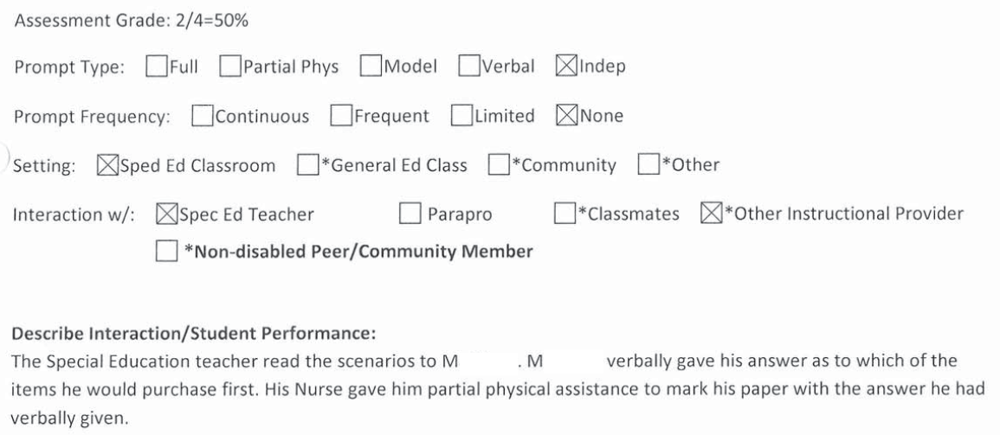 Assessment Grade: 2/4=50%
Prompt Type: ☐Full ☐Partial Phys ☐Model ☐Verbal ☒Indep
Prompt Frequency: ☐Continuous ☐Frequent ☐Limited ☒None
Setting: ☒Sped Ed Classroom ☐*General Ed Class ☐*Community ☐*Other
Interaction w/: ☒Spec Ed Teacher ☐ Parapro ☐*Classmates ☒*Other Instructional Provider
☐ *Non-disabled Peer/Community Member
Describe Interaction/Student Performance:
The Special Education teacher read the scenarios to M . M verbally gave his answer as to which of the
items he would purchase first. His Nurse gave him partial physical assistance to mark his paper with the answer he had
verbally given.